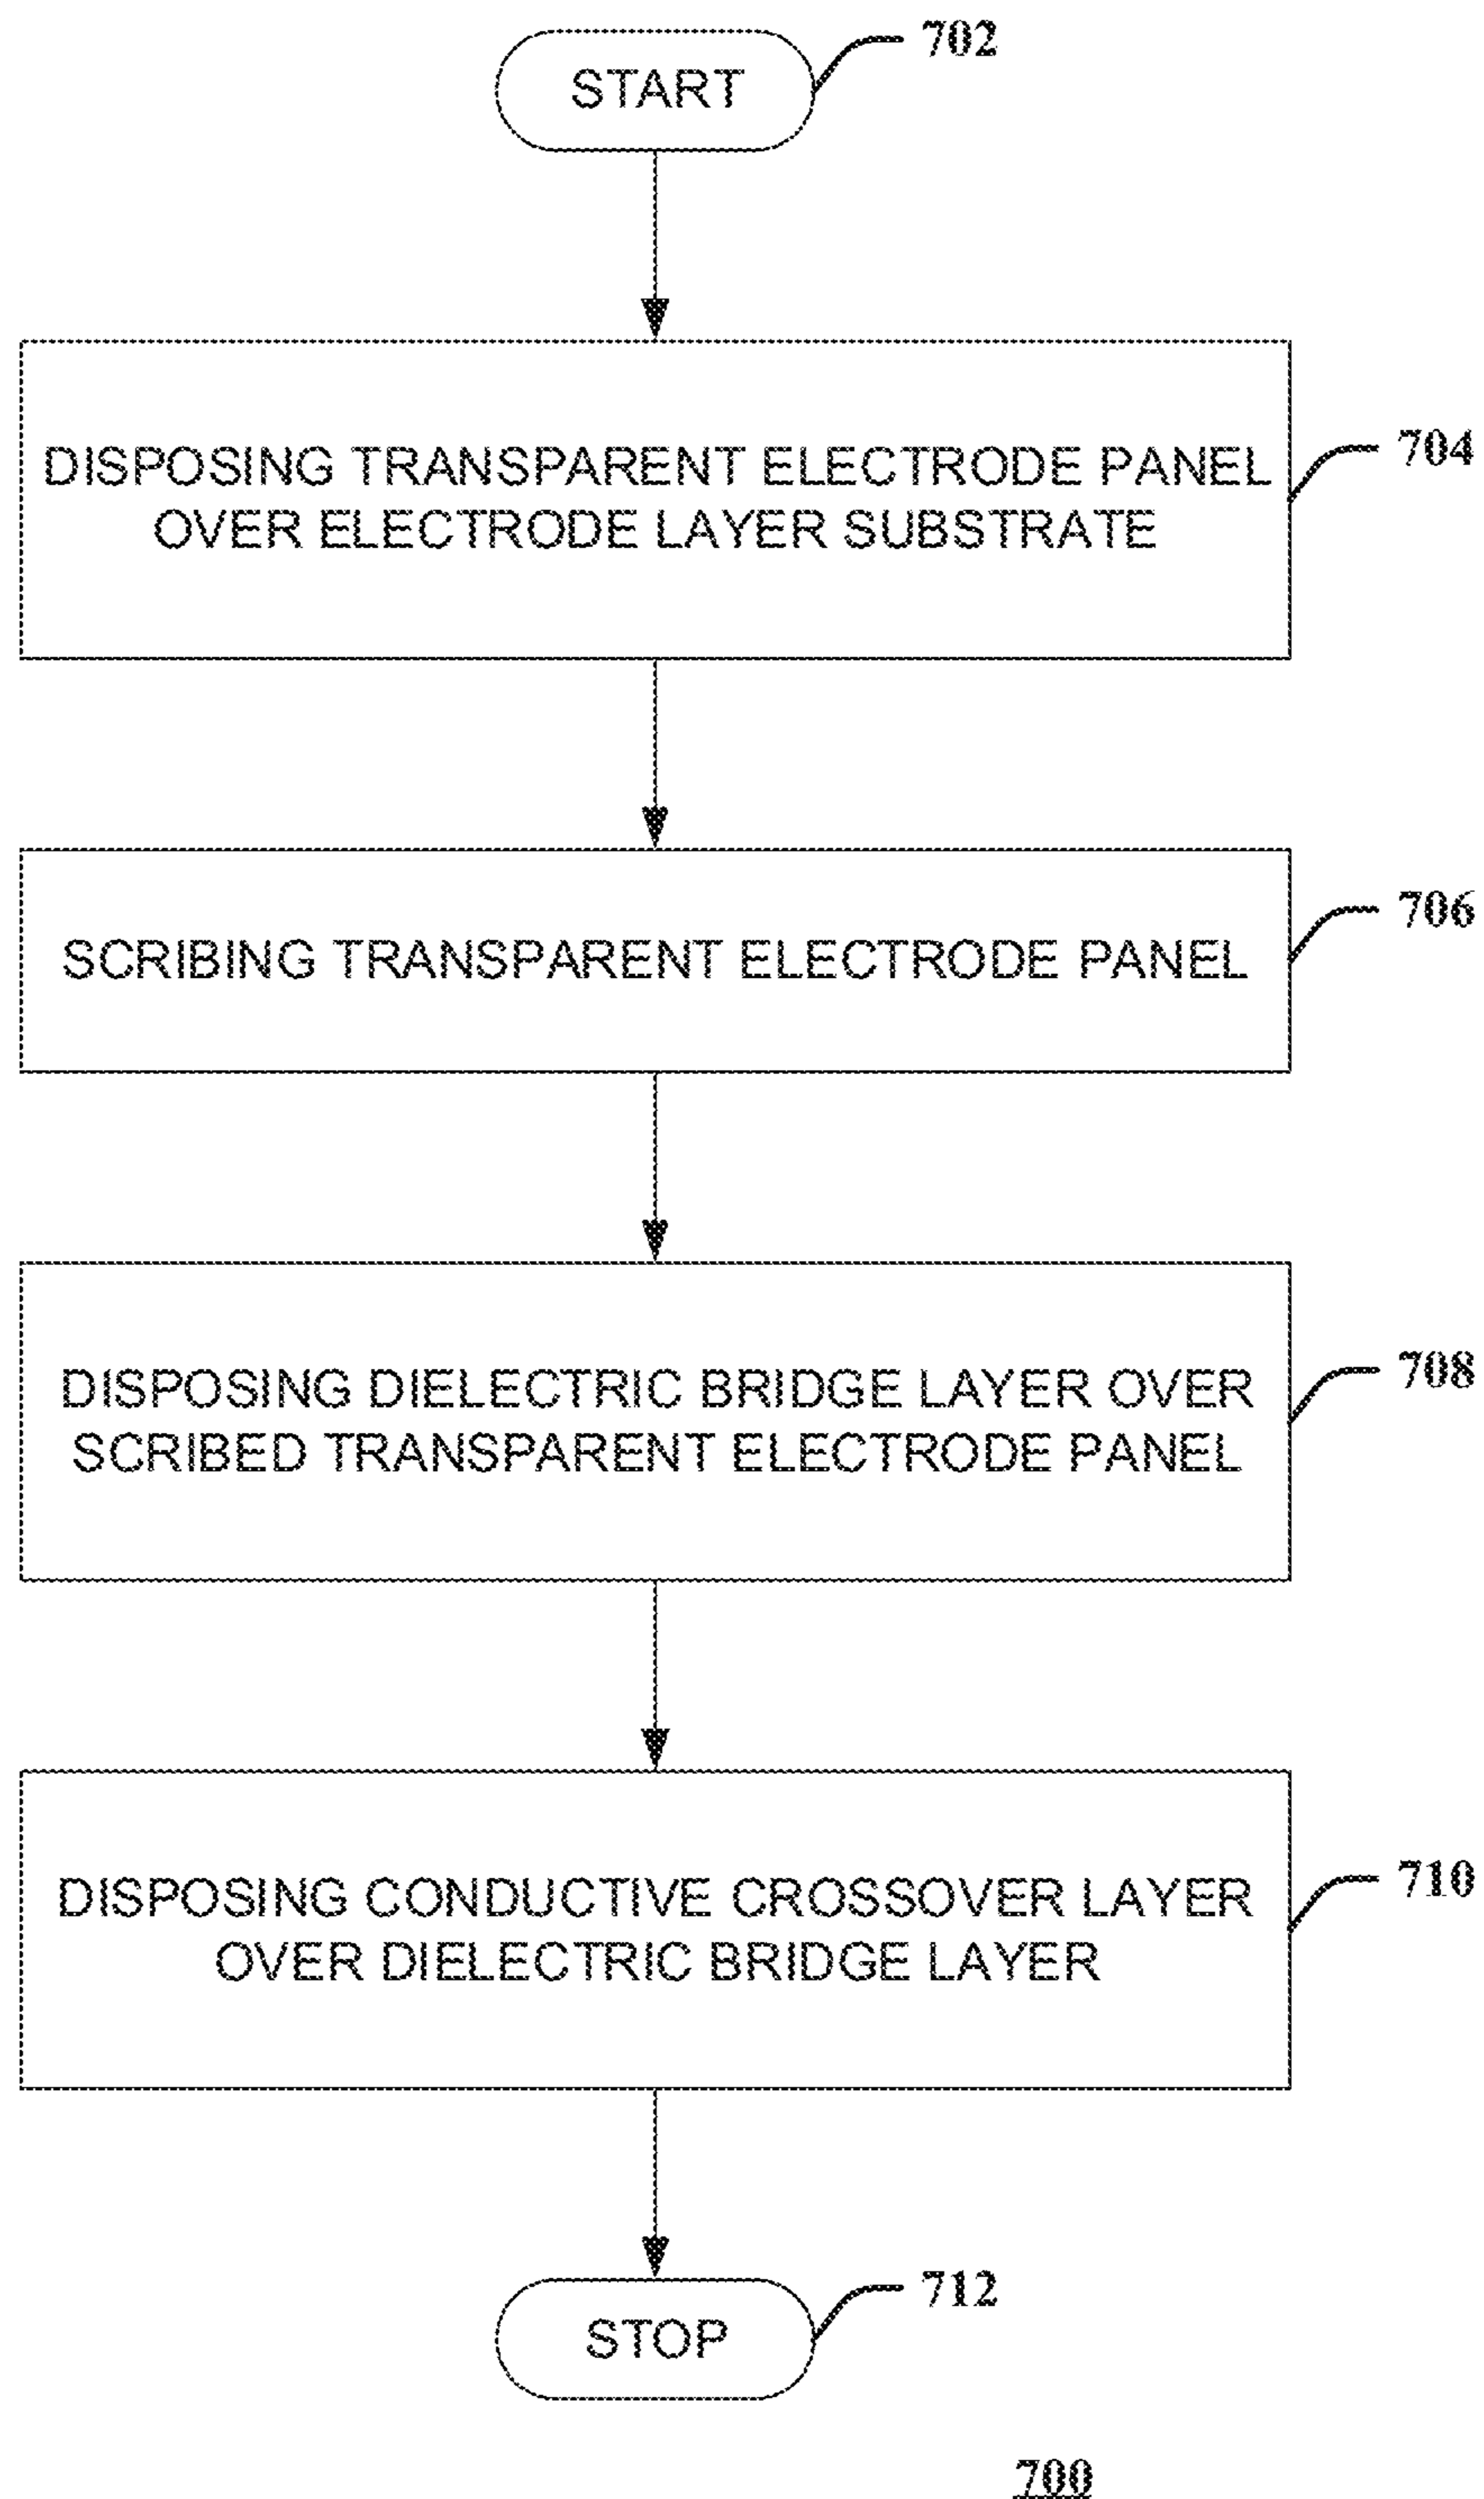 START
702
DISPOSING TRANSPARENT ELECTRODE PANEL
OVER ELECTRODE LAYER SUBSTRATE
704
SCRIBING TRANSPARENT ELECTRODE PANEL
706
DISPOSING DIELECTRIC BRIDGE LAYER OVER
SCRIBED TRANSPARENT ELECTRODE PANEL
708
DISPOSING CONDUCTIVE CROSSOVER LAYER
OVER DIELECTRIC BRIDGE LAYER
710
STOP
712
700